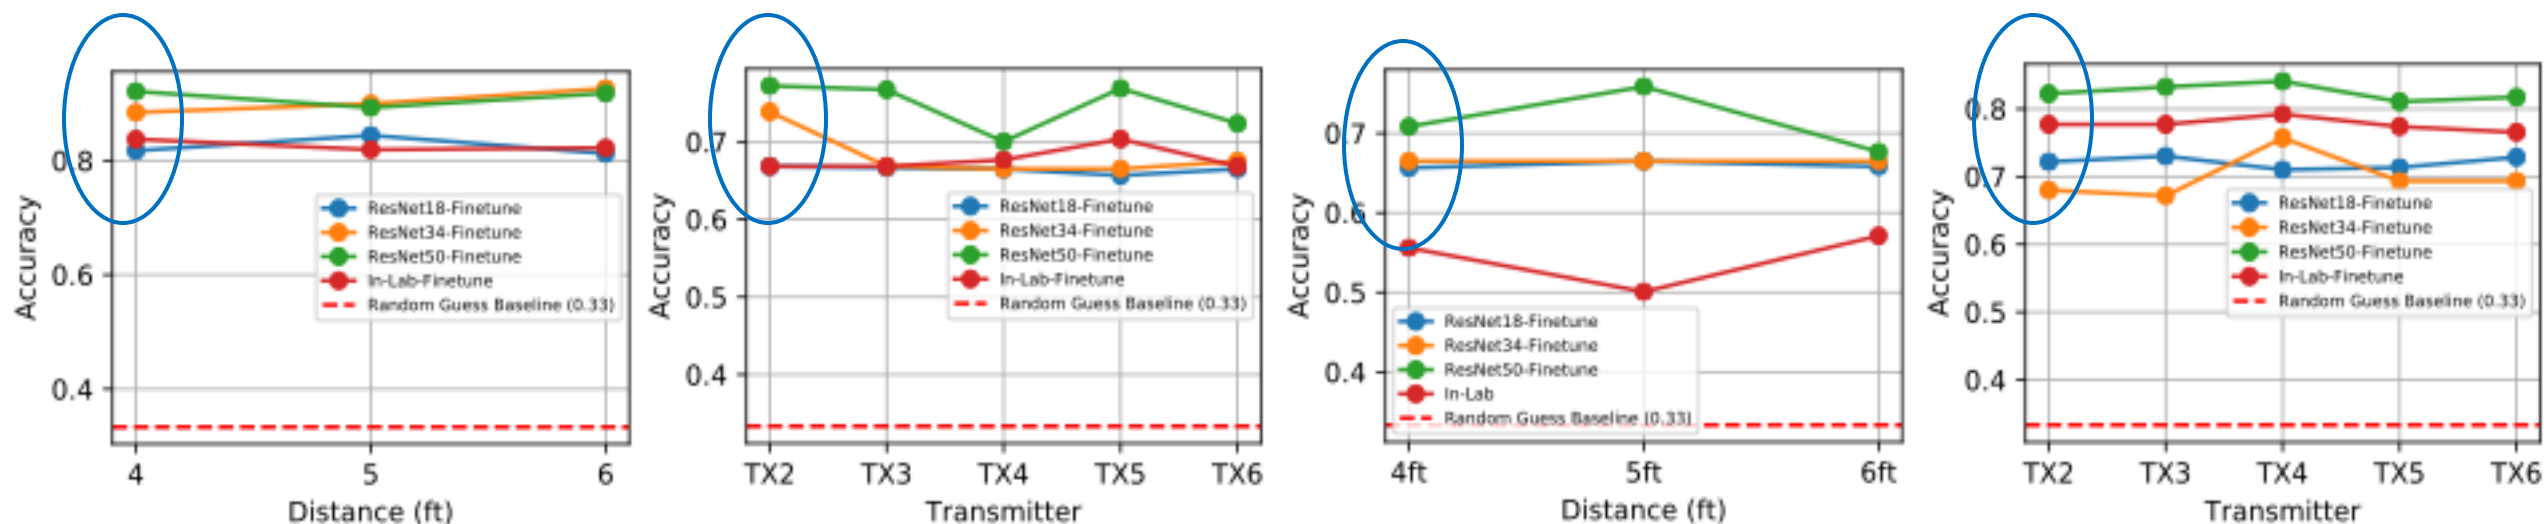 Accuracy
0.8
0.6
0.4
ResNet18-Finetune
ResNet34-Finetune
ResNet50-Finetune
In-Lab-Finetune
Random Guess Baseline (0.33)
4 5 6
Distance (ft)
Accuracy
0.7
0.6
0.5
0.4
ResNet18-Finetune
ResNet34-Finetune
ResNet50-Finetune
In-Lab-Finetune
Random Guess Baseline (0.33)
TX2 TX3 TX4 TX5 TX6
Transmitter
Accuracy
0.7
0.6
0.5
0.4
ResNet18-Finetune
ResNet34-Finetune
ResNet50-Finetune
In-Lab
Random Guess Baseline (0.33)
4ft 5ft 6ft
Distance (ft)
Accuracy
0.8
0.7
0.6
0.5
0.4
ResNet18-Finetune
ResNet34-Finetune
ResNet50-Finetune
In-Lab-Finetune
Random Guess Baseline (0.33)
TX2 TX3 TX4 TX5 TX6
Transmitter